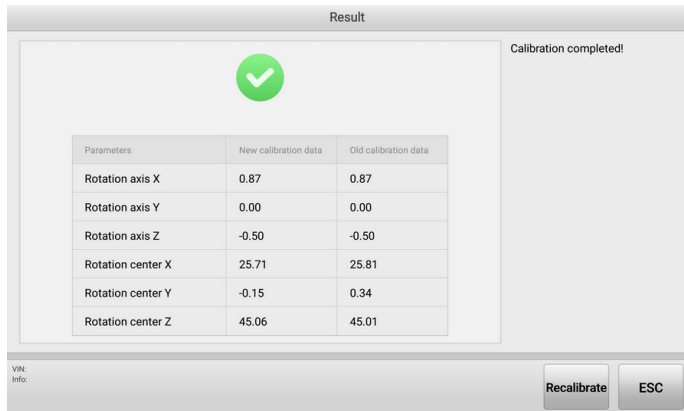 Result
Calibration completed!
Parameters New calibration data Old calibration data
Rotation axis X 0.87 0.87
Rotation axis Y 0.00 0.00
Rotation axis Z -0.50 -0.50
Rotation center X 25.71 25.81
Rotation center Y -0.15 0.34
Rotation center Z 45.06 45.01
VIN:
Info:
Recalibrate ESC